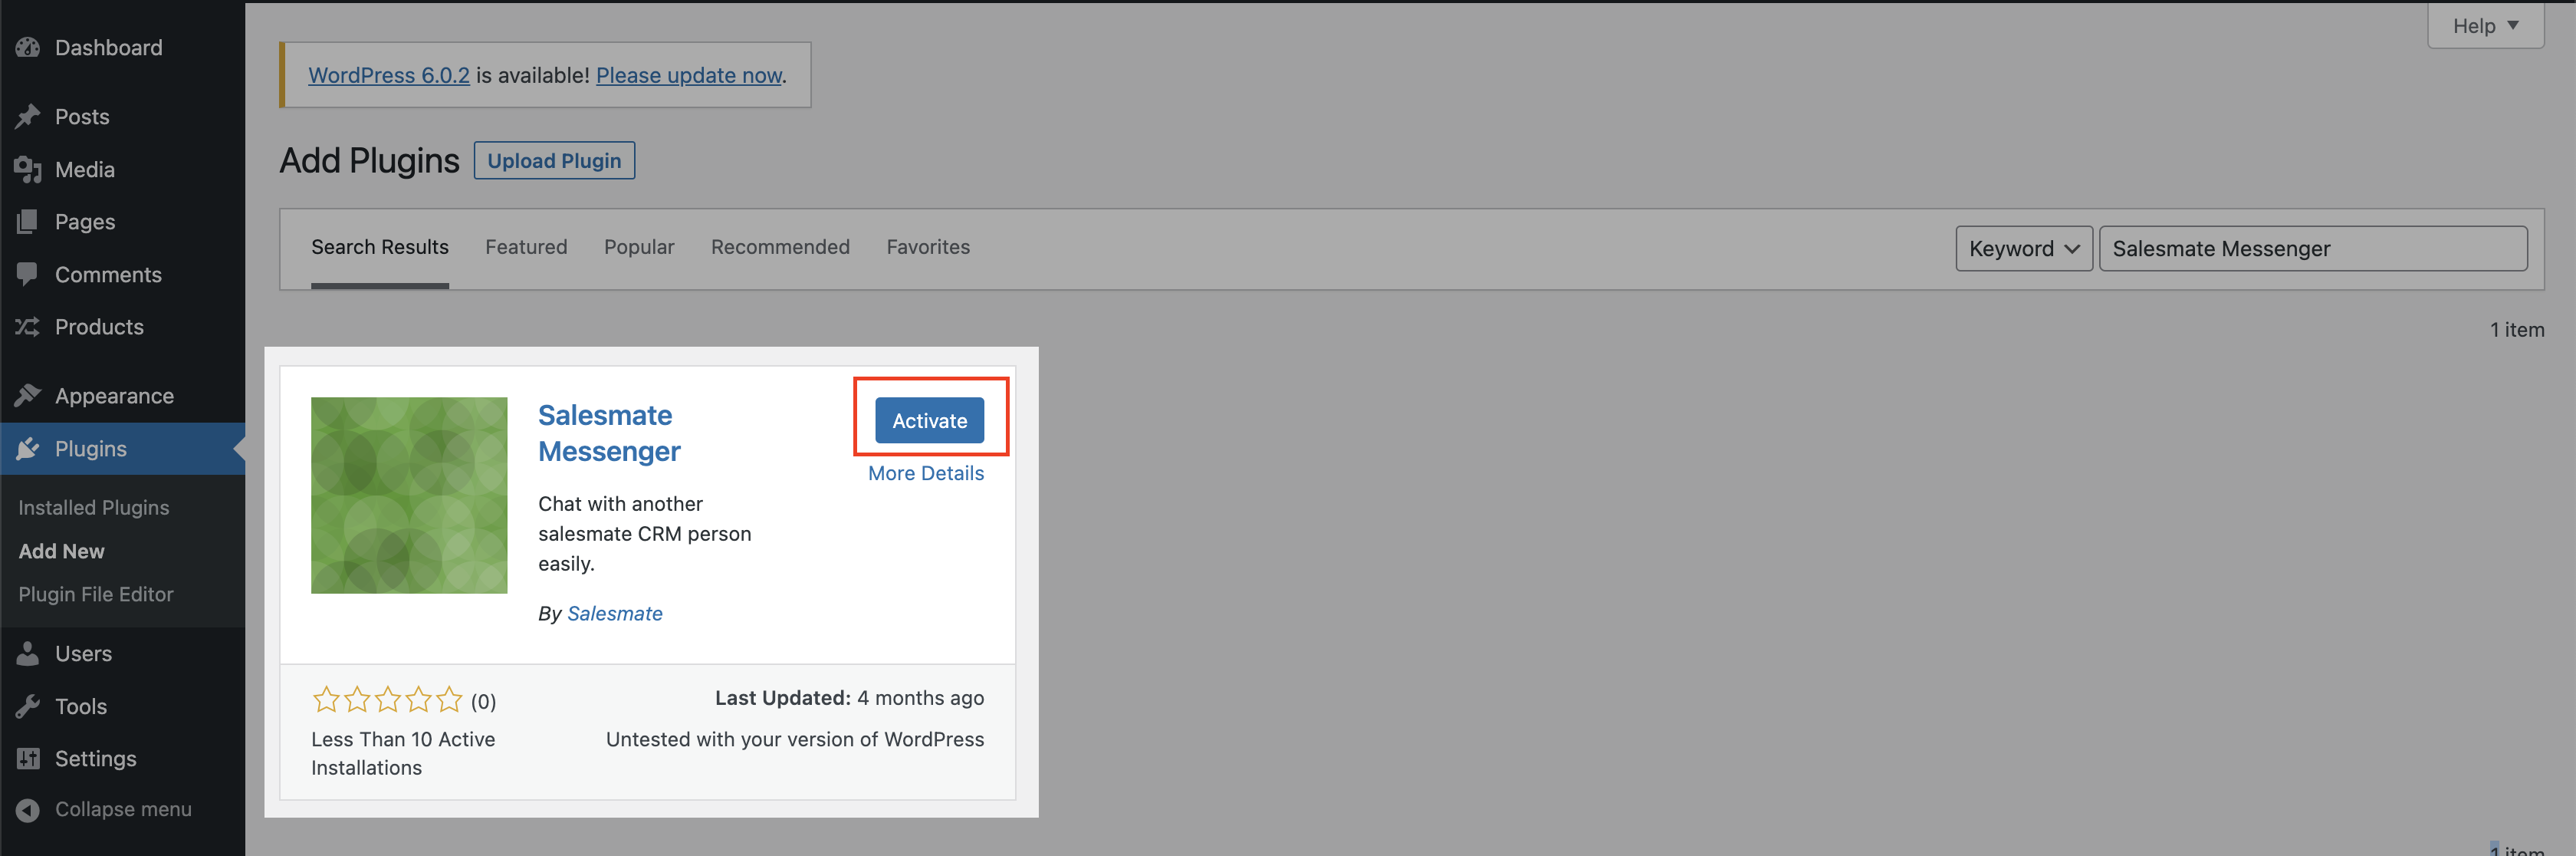 Dashboard
Posts
Media
Pages
Comments
Products
Appearance
Plugins
Installed Plugins
Add New
Plugin File Editor
Users
Tools
Settings
Collapse menu
Help
WordPress 6.0.2 is available! Please update now.
Add Plugins
Upload Plugin
Search Results
Featured
Popular
Recommended
Favorites
Keyword
Salesmate Messenger
1 item
Salesmate
Messenger
Activate
More Details
Chat with another
salesmate CRM person
easily.
By Salesmate
(0)
Last Updated: 4 months ago
Less Than 10 Active
Installations
Untested with your version of WordPress
1 item